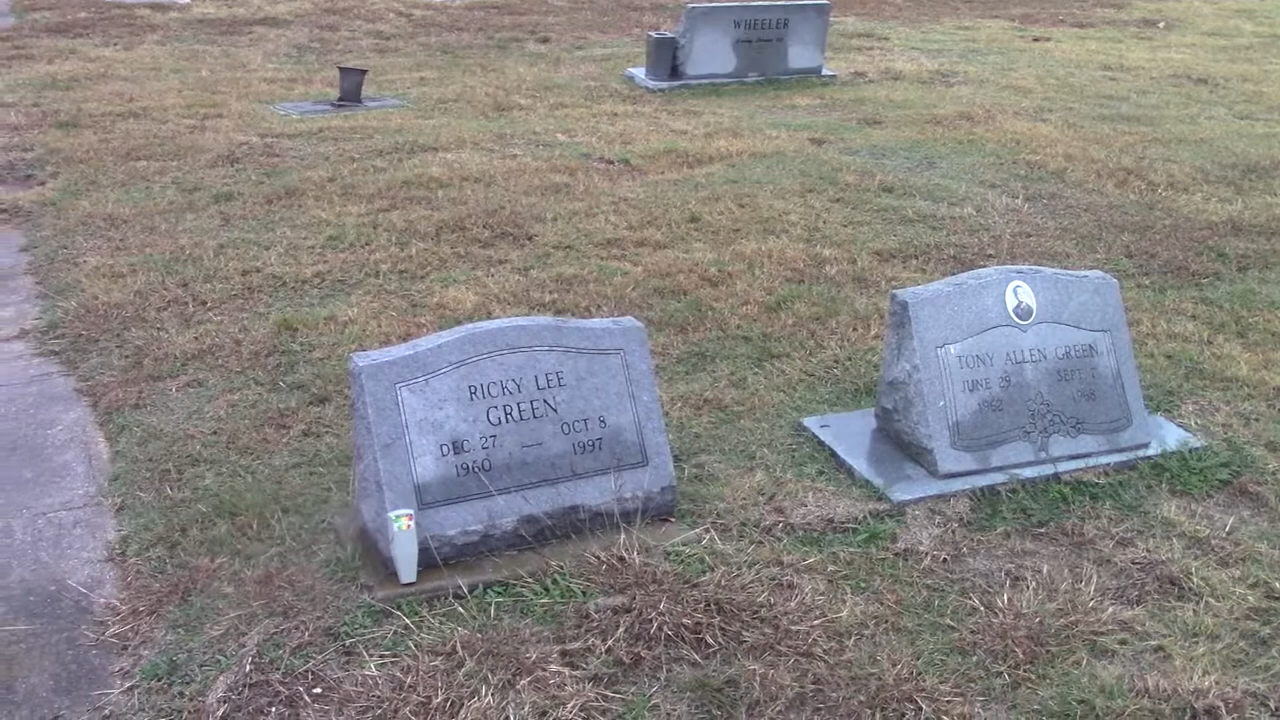 WHEELER
RICKY LEE
GREEN
DEC. 27 — OCT. 8
1960 1997
TONY ALLEN GREEN
JUNE 29 SEPT. 7
1962 1968